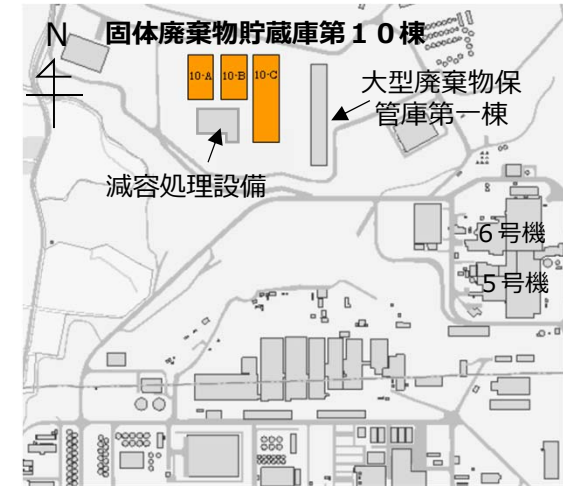 N
固体廃棄物貯蔵庫第１０棟
10-A
10-B
10-C
大型廃棄物保
管庫第一棟
減容処理設備
６号機
５号機